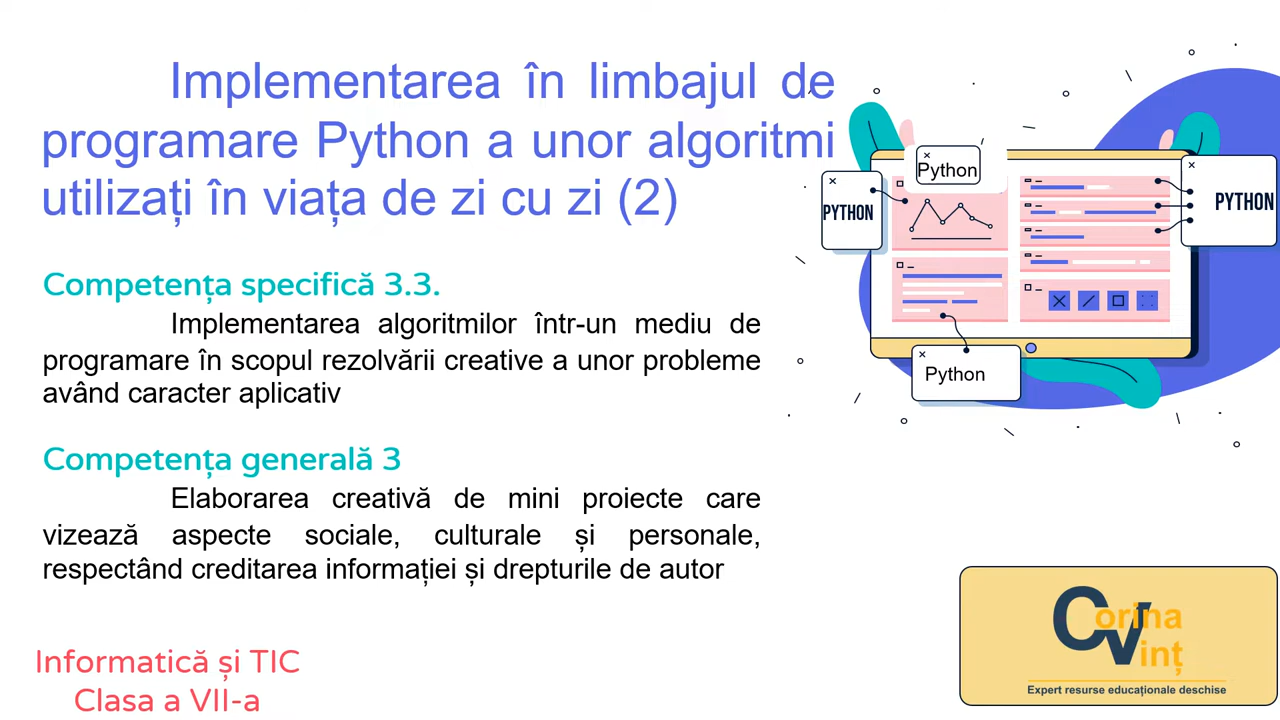 Implementarea în limbajul de
programare Python a unor algoritmi
utilizați în viața de zi cu zi (2)
Competența specifică 3.3.
Implementarea algoritmilor într-un mediu de
programare în scopul rezolvării creative a unor probleme
având caracter aplicativ
Competența generală 3
Elaborarea creativă de mini proiecte care
vizează aspecte sociale, culturale și personale,
respectând creditarea informației și drepturile de autor
Informatică și TIC
Clasa a VII-a
Python
PYTHON
PYTHON
Python
Corina
Vinț
Expert resurse educaționale deschise